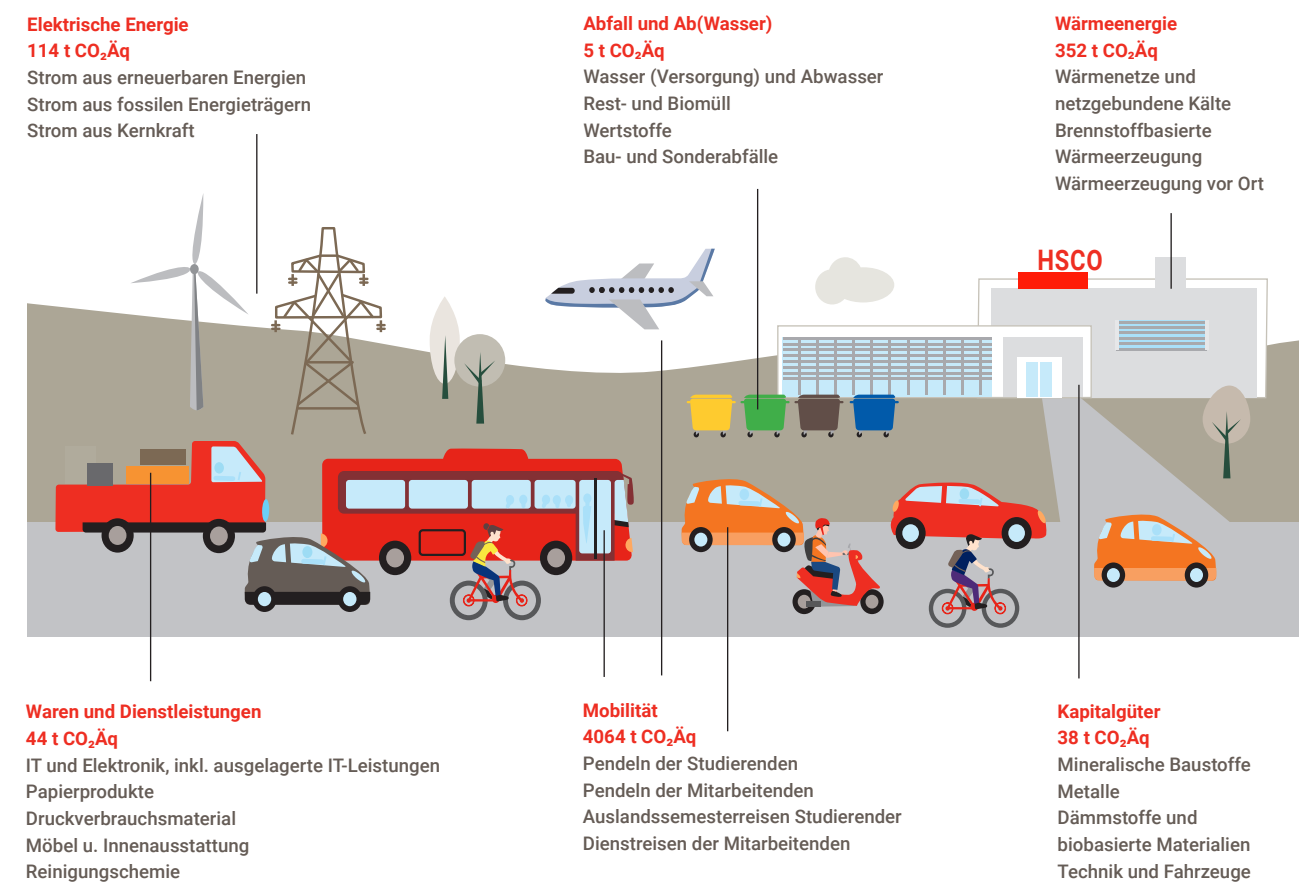 Elektrische Energie
114 t CO₂Äq
Strom aus erneuerbaren Energien
Strom aus fossilen Energieträgern
Strom aus Kernkraft
Abfall und Ab(Wasser)
5 t CO₂Äq
Wasser (Versorgung) und Abwasser
Rest- und Biomüll
Wertstoffe
Bau- und Sonderabfälle
Wärmeenergie
352 t CO₂Äq
Wärmenetze und
netzgebundene Kälte
Brennstoffbasierte
Wärmeerzeugung
Wärmeerzeugung vor Ort
HSCO
Waren und Dienstleistungen
44 t CO₂Äq
IT und Elektronik, inkl. ausgelagerte IT-Leistungen
Papierprodukte
Druckverbrauchsmaterial
Möbel u. Innenausstattung
Reinigungschemie
Mobilität
4064 t CO₂Äq
Pendeln der Studierenden
Pendeln der Mitarbeitenden
Auslandssemesterreisen Studierender
Dienstreisen der Mitarbeitenden
Kapitalgüter
38 t CO₂Äq
Mineralische Baustoffe
Metalle
Dämmstoffe und
biobasierte Materialien
Technik und Fahrzeuge